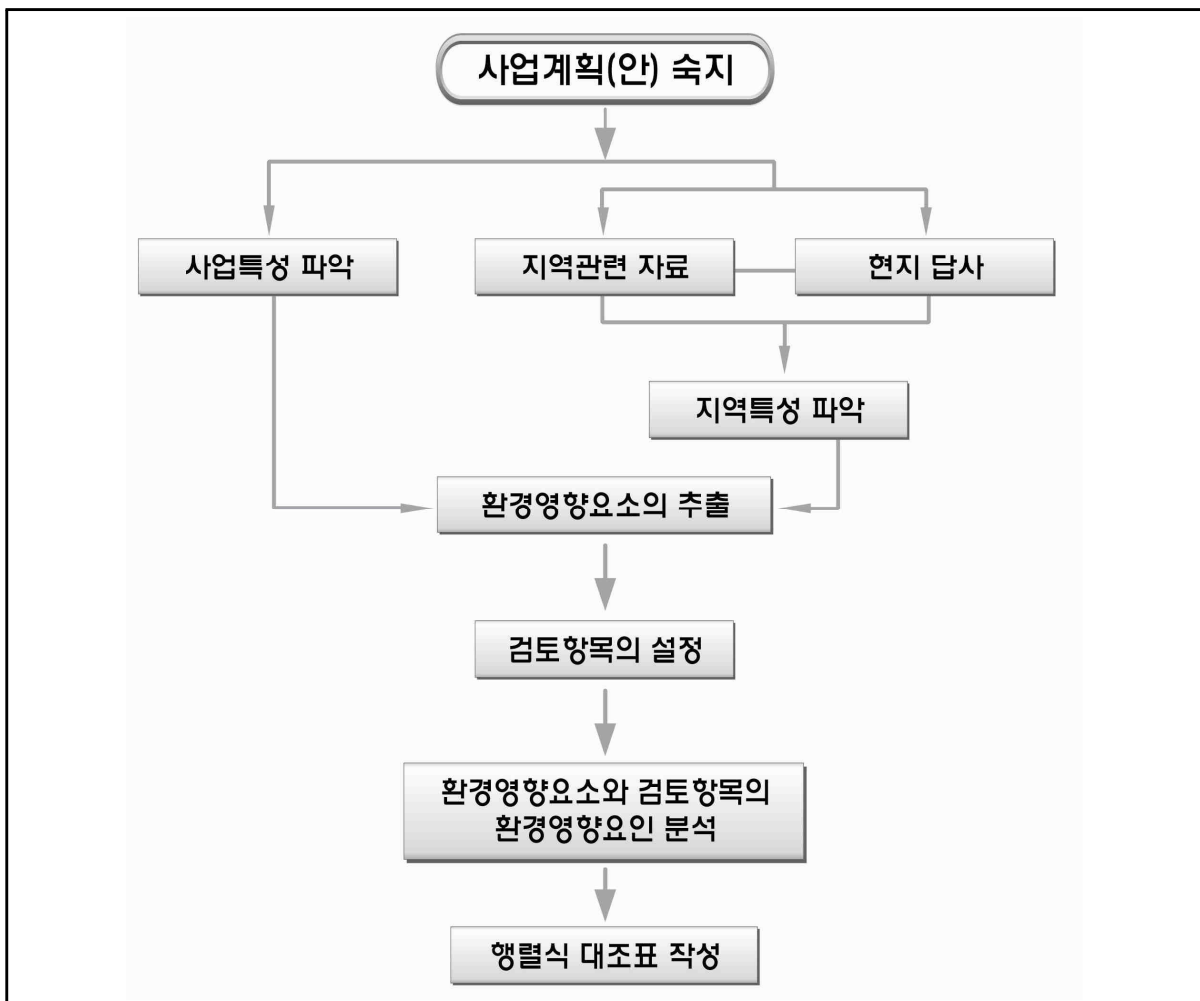 사업계획(안) 숙지
사업특성 파악
지역관련 자료
현지 답사
지역특성 파악
환경영향요소의 추출
검토항목의 설정
환경영향요소와 검토항목의
환경영향요인 분석
행렬식 대조표 작성